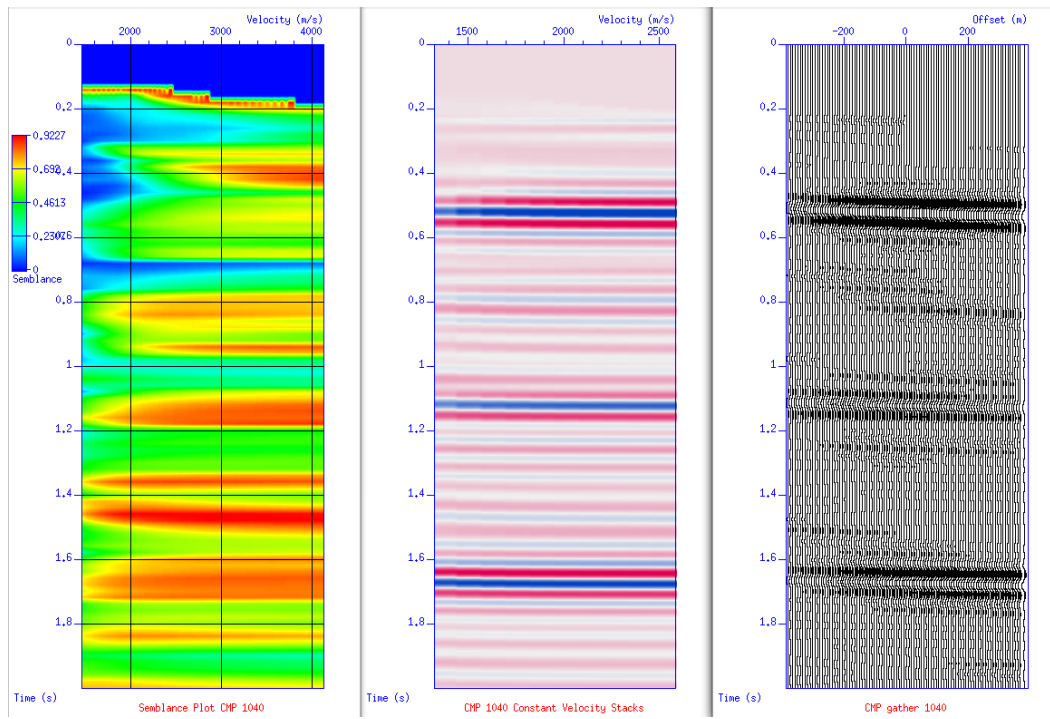 Velocity (m/s)
2000 3000 4000
0
0.2
0.4
0.6
0.8
1
1.2
1.4
1.6
1.8
0.9227
0.692
0.4613
0.2307
0
Semblance
Time (s)
Semblance Plot CMP 1040
Velocity (m/s)
1500 2000 2500
0
0.2
0.4
0.6
0.8
1
1.2
1.4
1.6
1.8
Time (s)
CMP 1040 Constant Velocity Stacks
Offset (m)
-200 0 200
0
0.2
0.4
0.6
0.8
1
1.2
1.4
1.6
1.8
Time (s)
CMP gather 1040